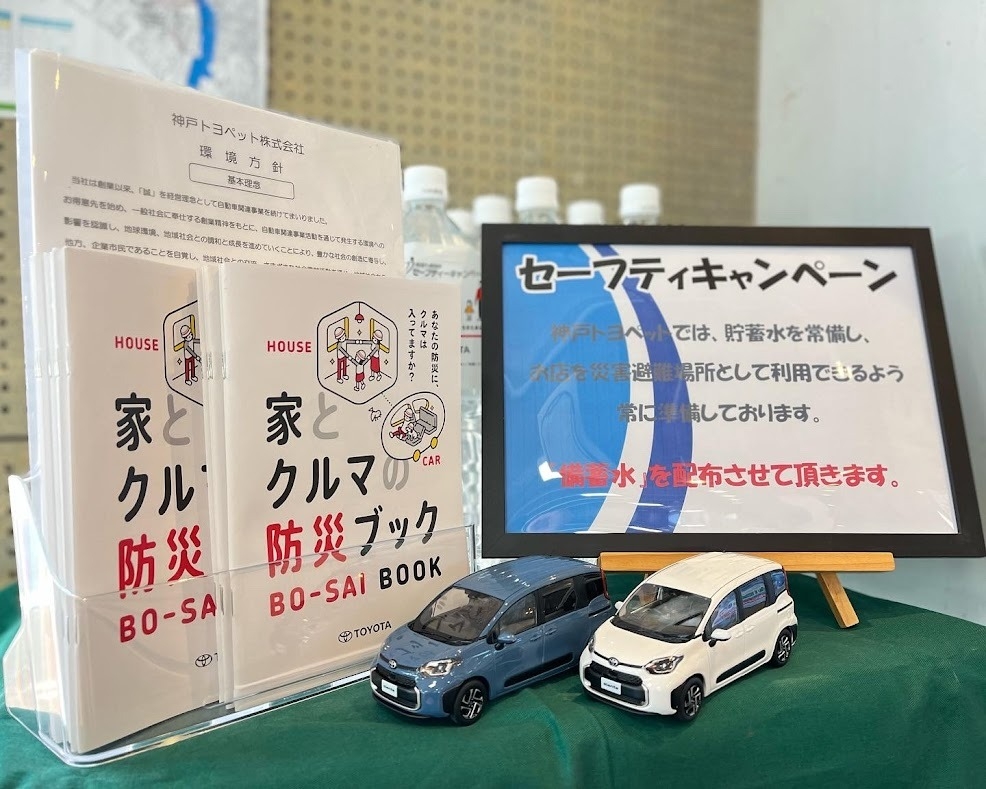 神戸トヨペット株式会社
環境方針
基本理念
当社は創業以来、「誠」を経営理念として自動車関連事業を続けてまいりました。
お得意先を始め、一般社会に奉仕する創業精神をもとに、自動車関連事業活動を通じて発生する環境への
影響を認識し、地球環境、地域社会との調和と成長を進めていくことにより、豊かな社会の創造に寄与し、
他方、企業市民であることを自覚し、地域社会との
HOUSE
家と
クル
防災
BO-SA
あなたの防災に、
クルマは
入ってますか?
HOUSE
CAR
家と
クルマの
防災ブック
BO-SAI BOOK
TOYOTA
セーフティキャンペー
セーフティキャンペーン
神戸トヨペットでは、貯蓄水を常備し、
お店を災害避難場所として利用できるよう
常に準備しております。
『備蓄水』を配布させて頂きます。